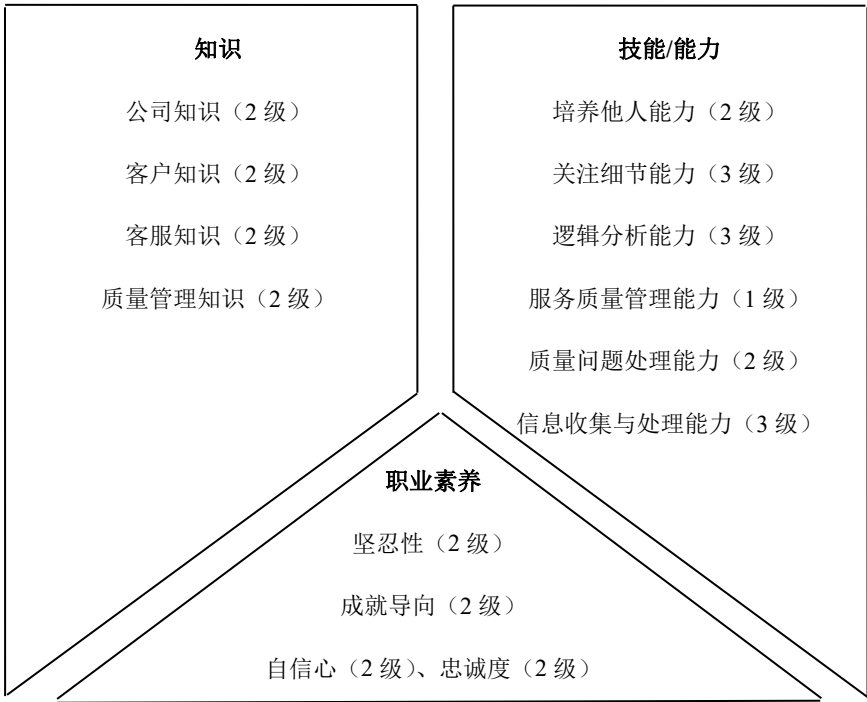 知识
公司知识（2 级）
客户知识（2 级）
客服知识（2 级）
质量管理知识（2 级）
技能/能力
培养他人能力（2 级）
关注细节能力（3 级）
逻辑分析能力（3 级）
服务质量管理能力（1 级）
质量问题处理能力（2 级）
信息收集与处理能力（3 级）
职业素养
坚忍性（2 级）
成就导向（2 级）
自信心（2 级）、忠诚度（2 级）